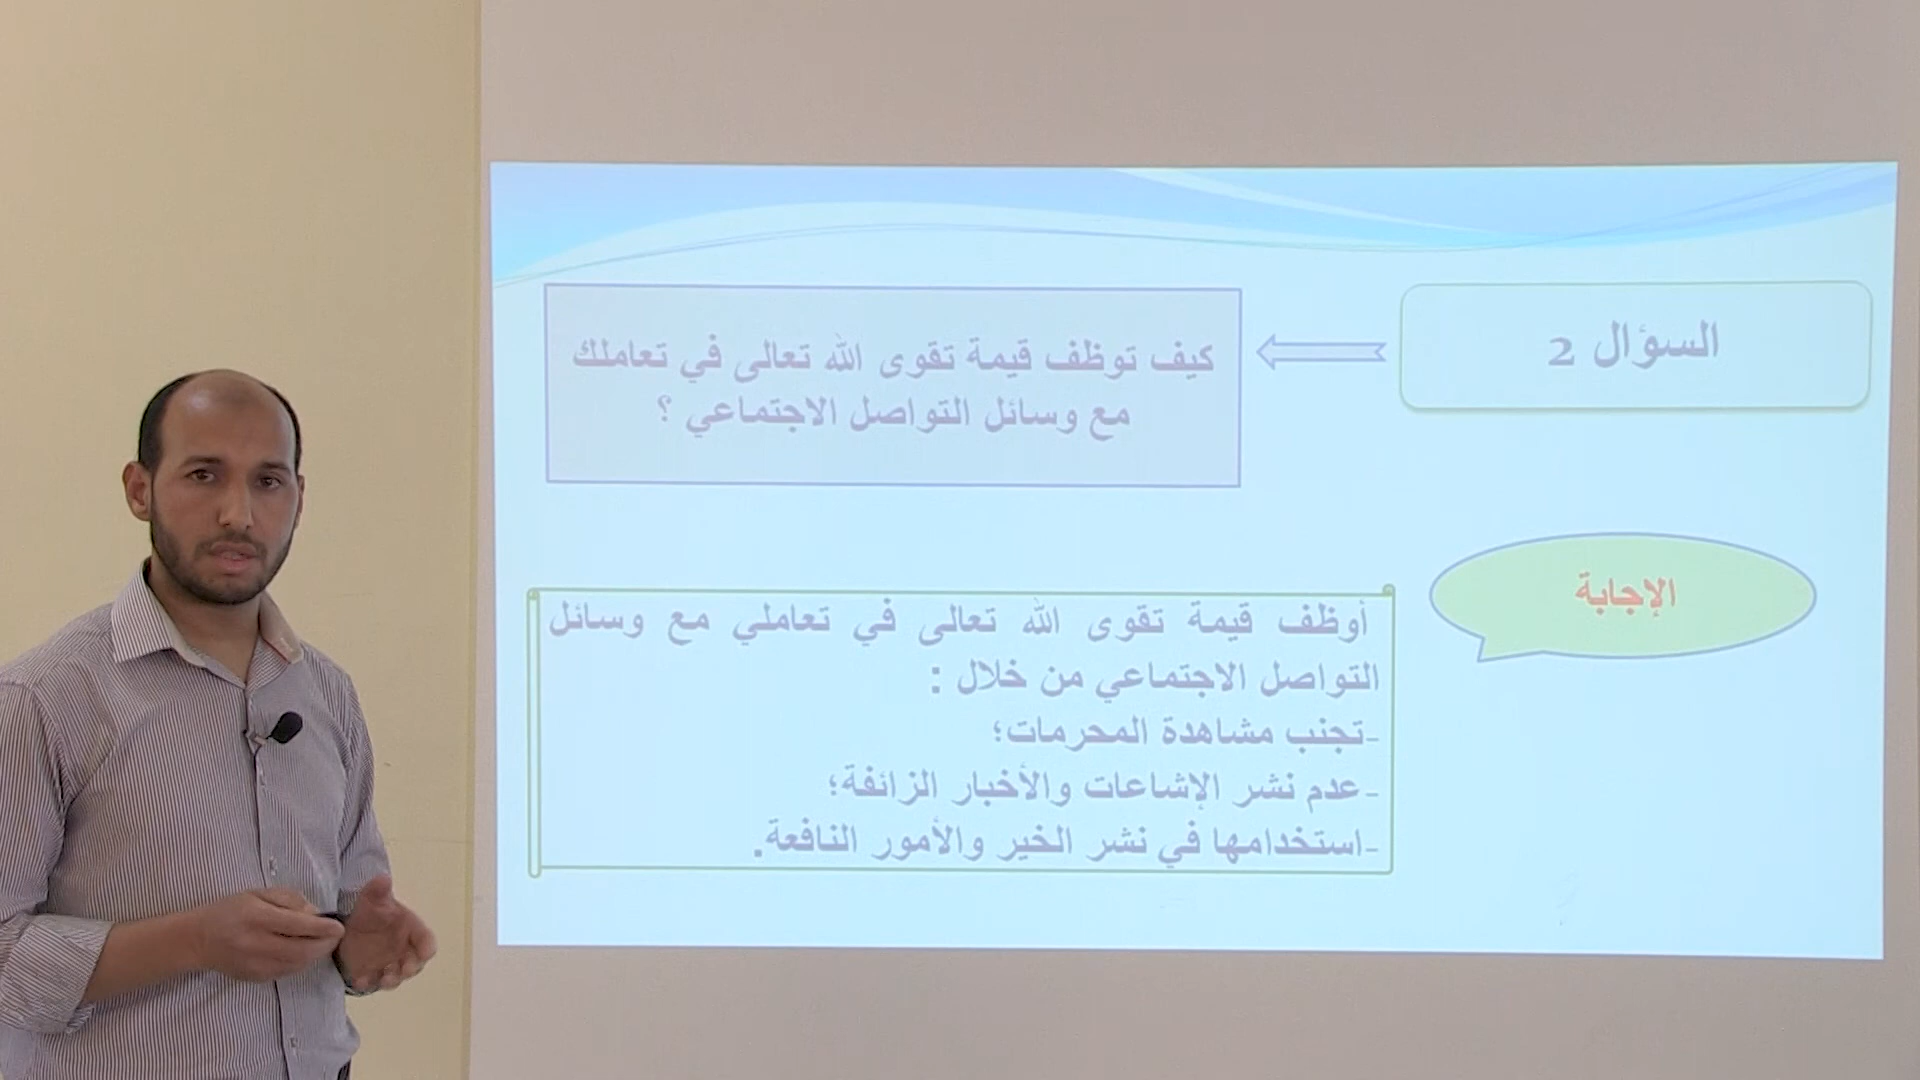 السؤال 2
كيف توظف قيمة تقوى الله تعالى في تعاملك
مع وسائل التواصل الاجتماعي ؟
الإجابة
أوظف قيمة تقوى الله تعالى في تعاملي مع وسائل
التواصل الاجتماعي من خلال :
-تجنب مشاهدة المحرمات؛
-عدم نشر الإشاعات والأخبار الزائفة؛
-استخدامها في نشر الخير والأمور النافعة.